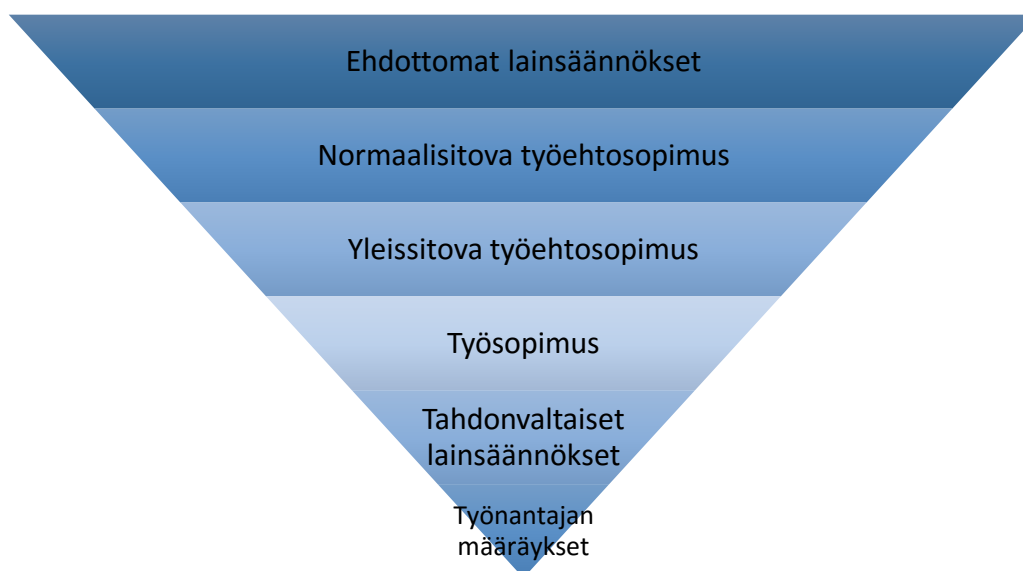 Ehdottomat lainsäännökset
Normaalisitova työehtosopimus
Yleissitova työehtosopimus
Työsopimus
Tahdonvaltaiset
lainsäännökset
Työnantajan
määräykset